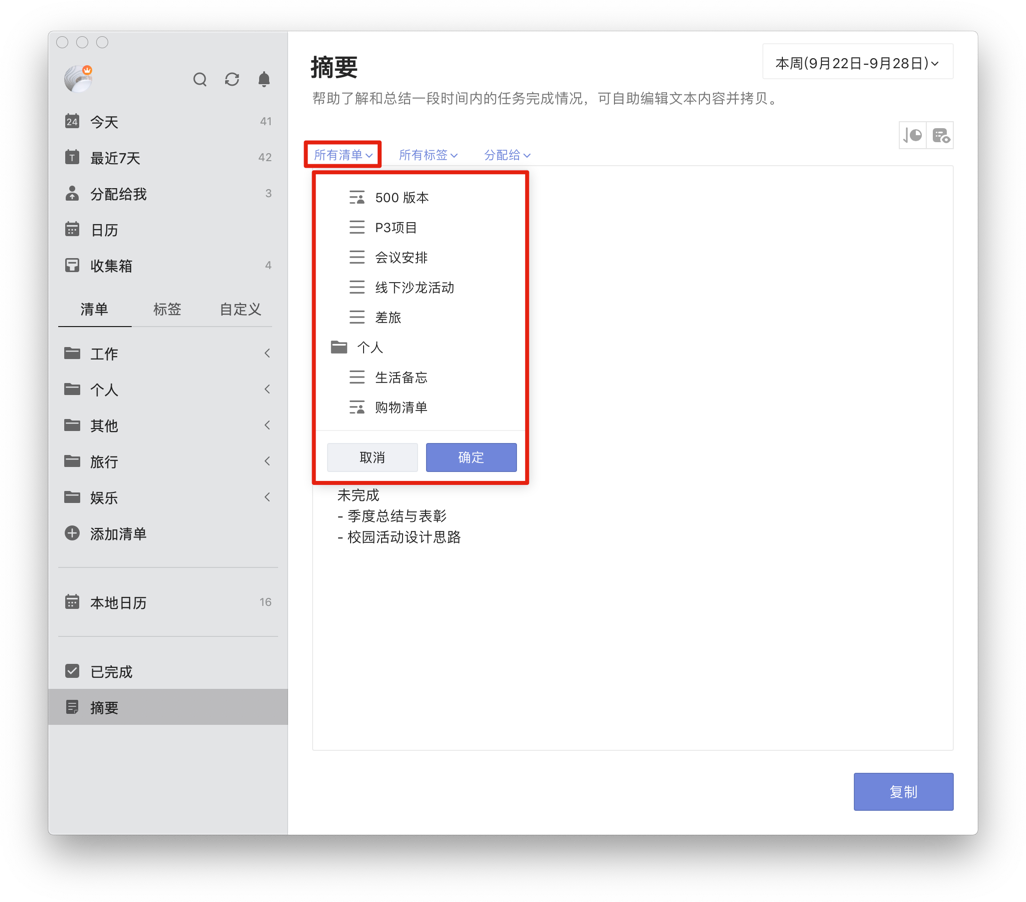 24 今天 41
T 最近7天 42
分配给我 3
日历
收集箱 4
清单 标签 自定义
工作
个人
其他
旅行
娱乐
添加清单
本地日历 16
已完成
摘要
摘要
本周(9月22日-9月28日)
帮助了解和总结一段时间内的任务完成情况，可自助编辑文本内容并拷贝。
所有清单 所有标签 分配给
500 版本
P3项目
会议安排
线下沙龙活动
差旅
个人
生活备忘
购物清单
取消 确定
未完成
- 季度总结与表彰
- 校园活动设计思路
复制